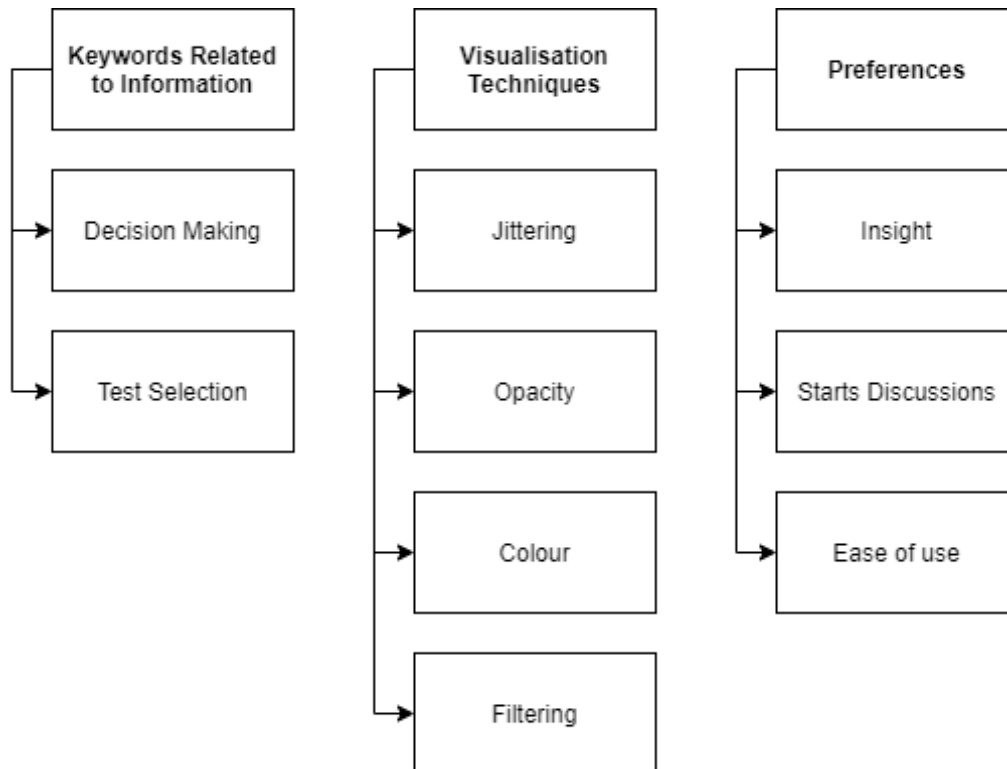 Keywords Related
to Information
Decision Making
Test Selection
Visualisation
Techniques
Jittering
Opacity
Colour
Filtering
Preferences
Insight
Starts Discussions
Ease of use